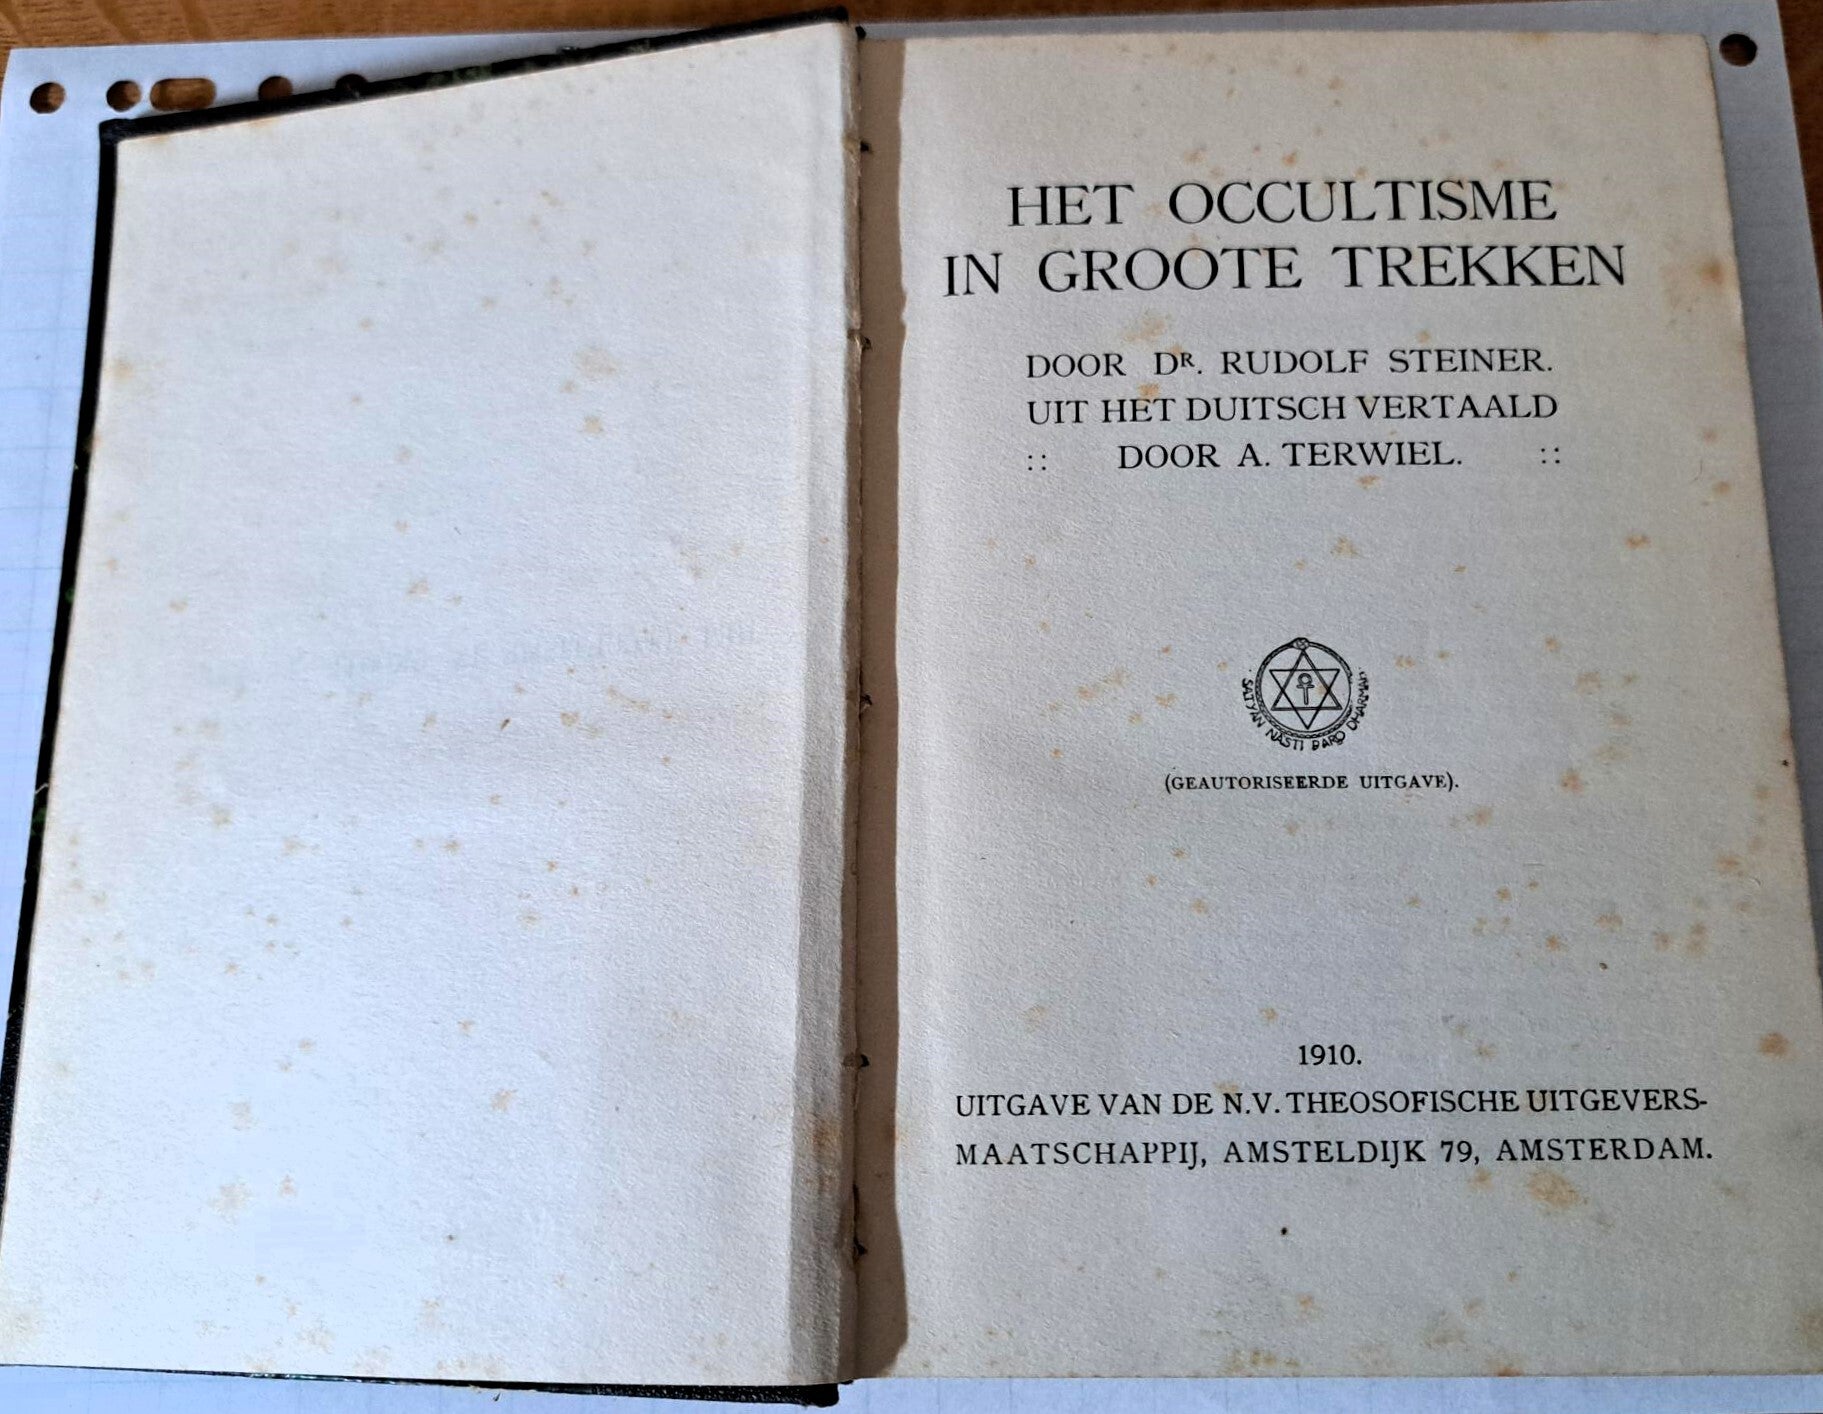 HET OCCULTISME
IN GROOTE TREKKEN
DOOR DR. RUDOLF STEINER.
UIT HET DUITSCH VERTAALD
:: DOOR A. TERWIEL. ::
SATYAN NÂSTI PARO DHARMAH
(GEAUTORISEERDE UITGAVE).
1910.
UITGAVE VAN DE N.V. THEOSOFISCHE UITGEVERS-
MAATSCHAPPIJ, AMSTELDIJK 79, AMSTERDAM.